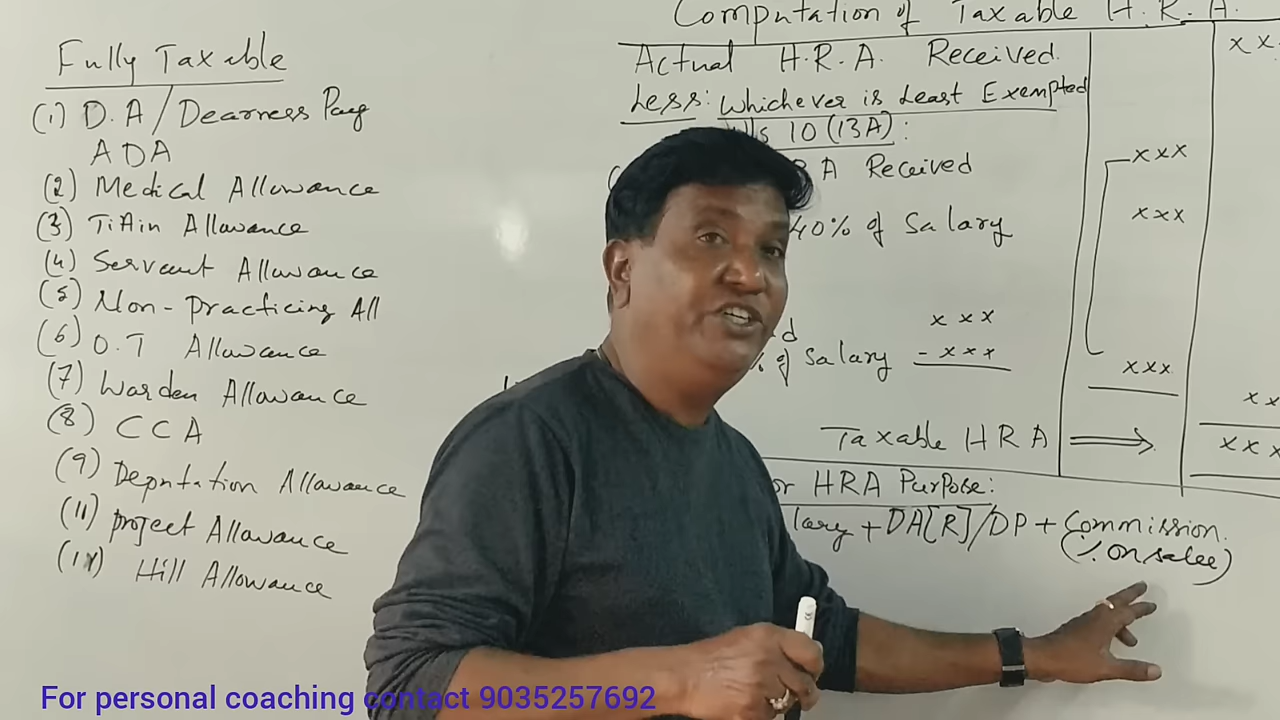 Fully Taxable
(1) D.A/Dearness Pay
ADA
(2) Medical Allowance
(3) Tiffin Allowance
(4) Servant Allowance
(5) Non-practicing All
(6) O.T Allowance
(7) Warden Allowance
(8) CCA
(9) Deputation Allowance
(11) project Allowance
Hill Allowance
Computation of Taxable H.R.A.
Actual H.R.A. Received xx
Less: Whichever is Least Exempted
U/s 10(13A):
A Received xxx
40% of Salary xxx
d xxx
% of Salary - xxx xxx
xx
Taxable HRA ⟹ xxx
or HRA Purpose:
lary + DA[R]/DP + Commission
(% on sales)
For personal coaching contact 9035257692